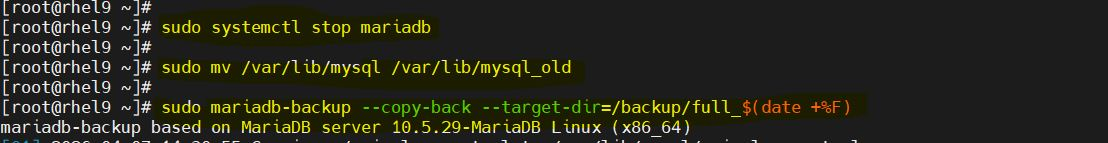 [root@rhel9 ~]#
[root@rhel9 ~]# sudo systemctl stop mariadb
[root@rhel9 ~]#
[root@rhel9 ~]# sudo mv /var/lib/mysql /var/lib/mysql_old
[root@rhel9 ~]#
[root@rhel9 ~]# sudo mariadb-backup --copy-back --target-dir=/backup/full_$(date +%F)
mariadb-backup based on MariaDB server 10.5.29-MariaDB Linux (x86_64)